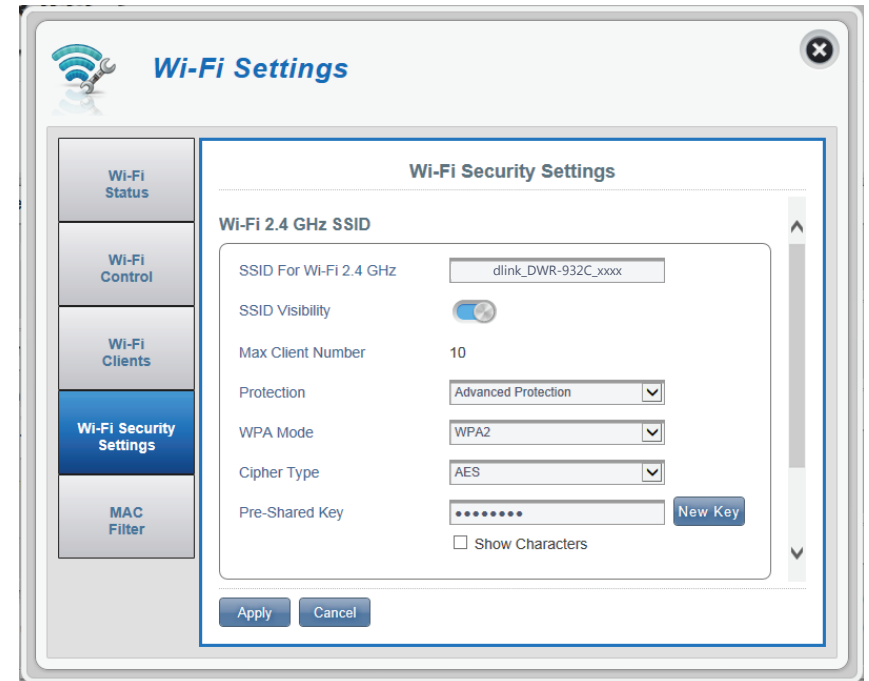 Wi-Fi Settings
Wi-Fi
Status
Wi-Fi
Control
Wi-Fi
Clients
Wi-Fi Security
Settings
MAC
Filter
Wi-Fi Security Settings
Wi-Fi 2.4 GHz SSID
SSID For Wi-Fi 2.4 GHz dlink_DWR-932C_xxxx
SSID Visibility
Max Client Number 10
Protection Advanced Protection
WPA Mode WPA2
Cipher Type AES
Pre-Shared Key •••••••• New Key
Show Characters
Apply Cancel